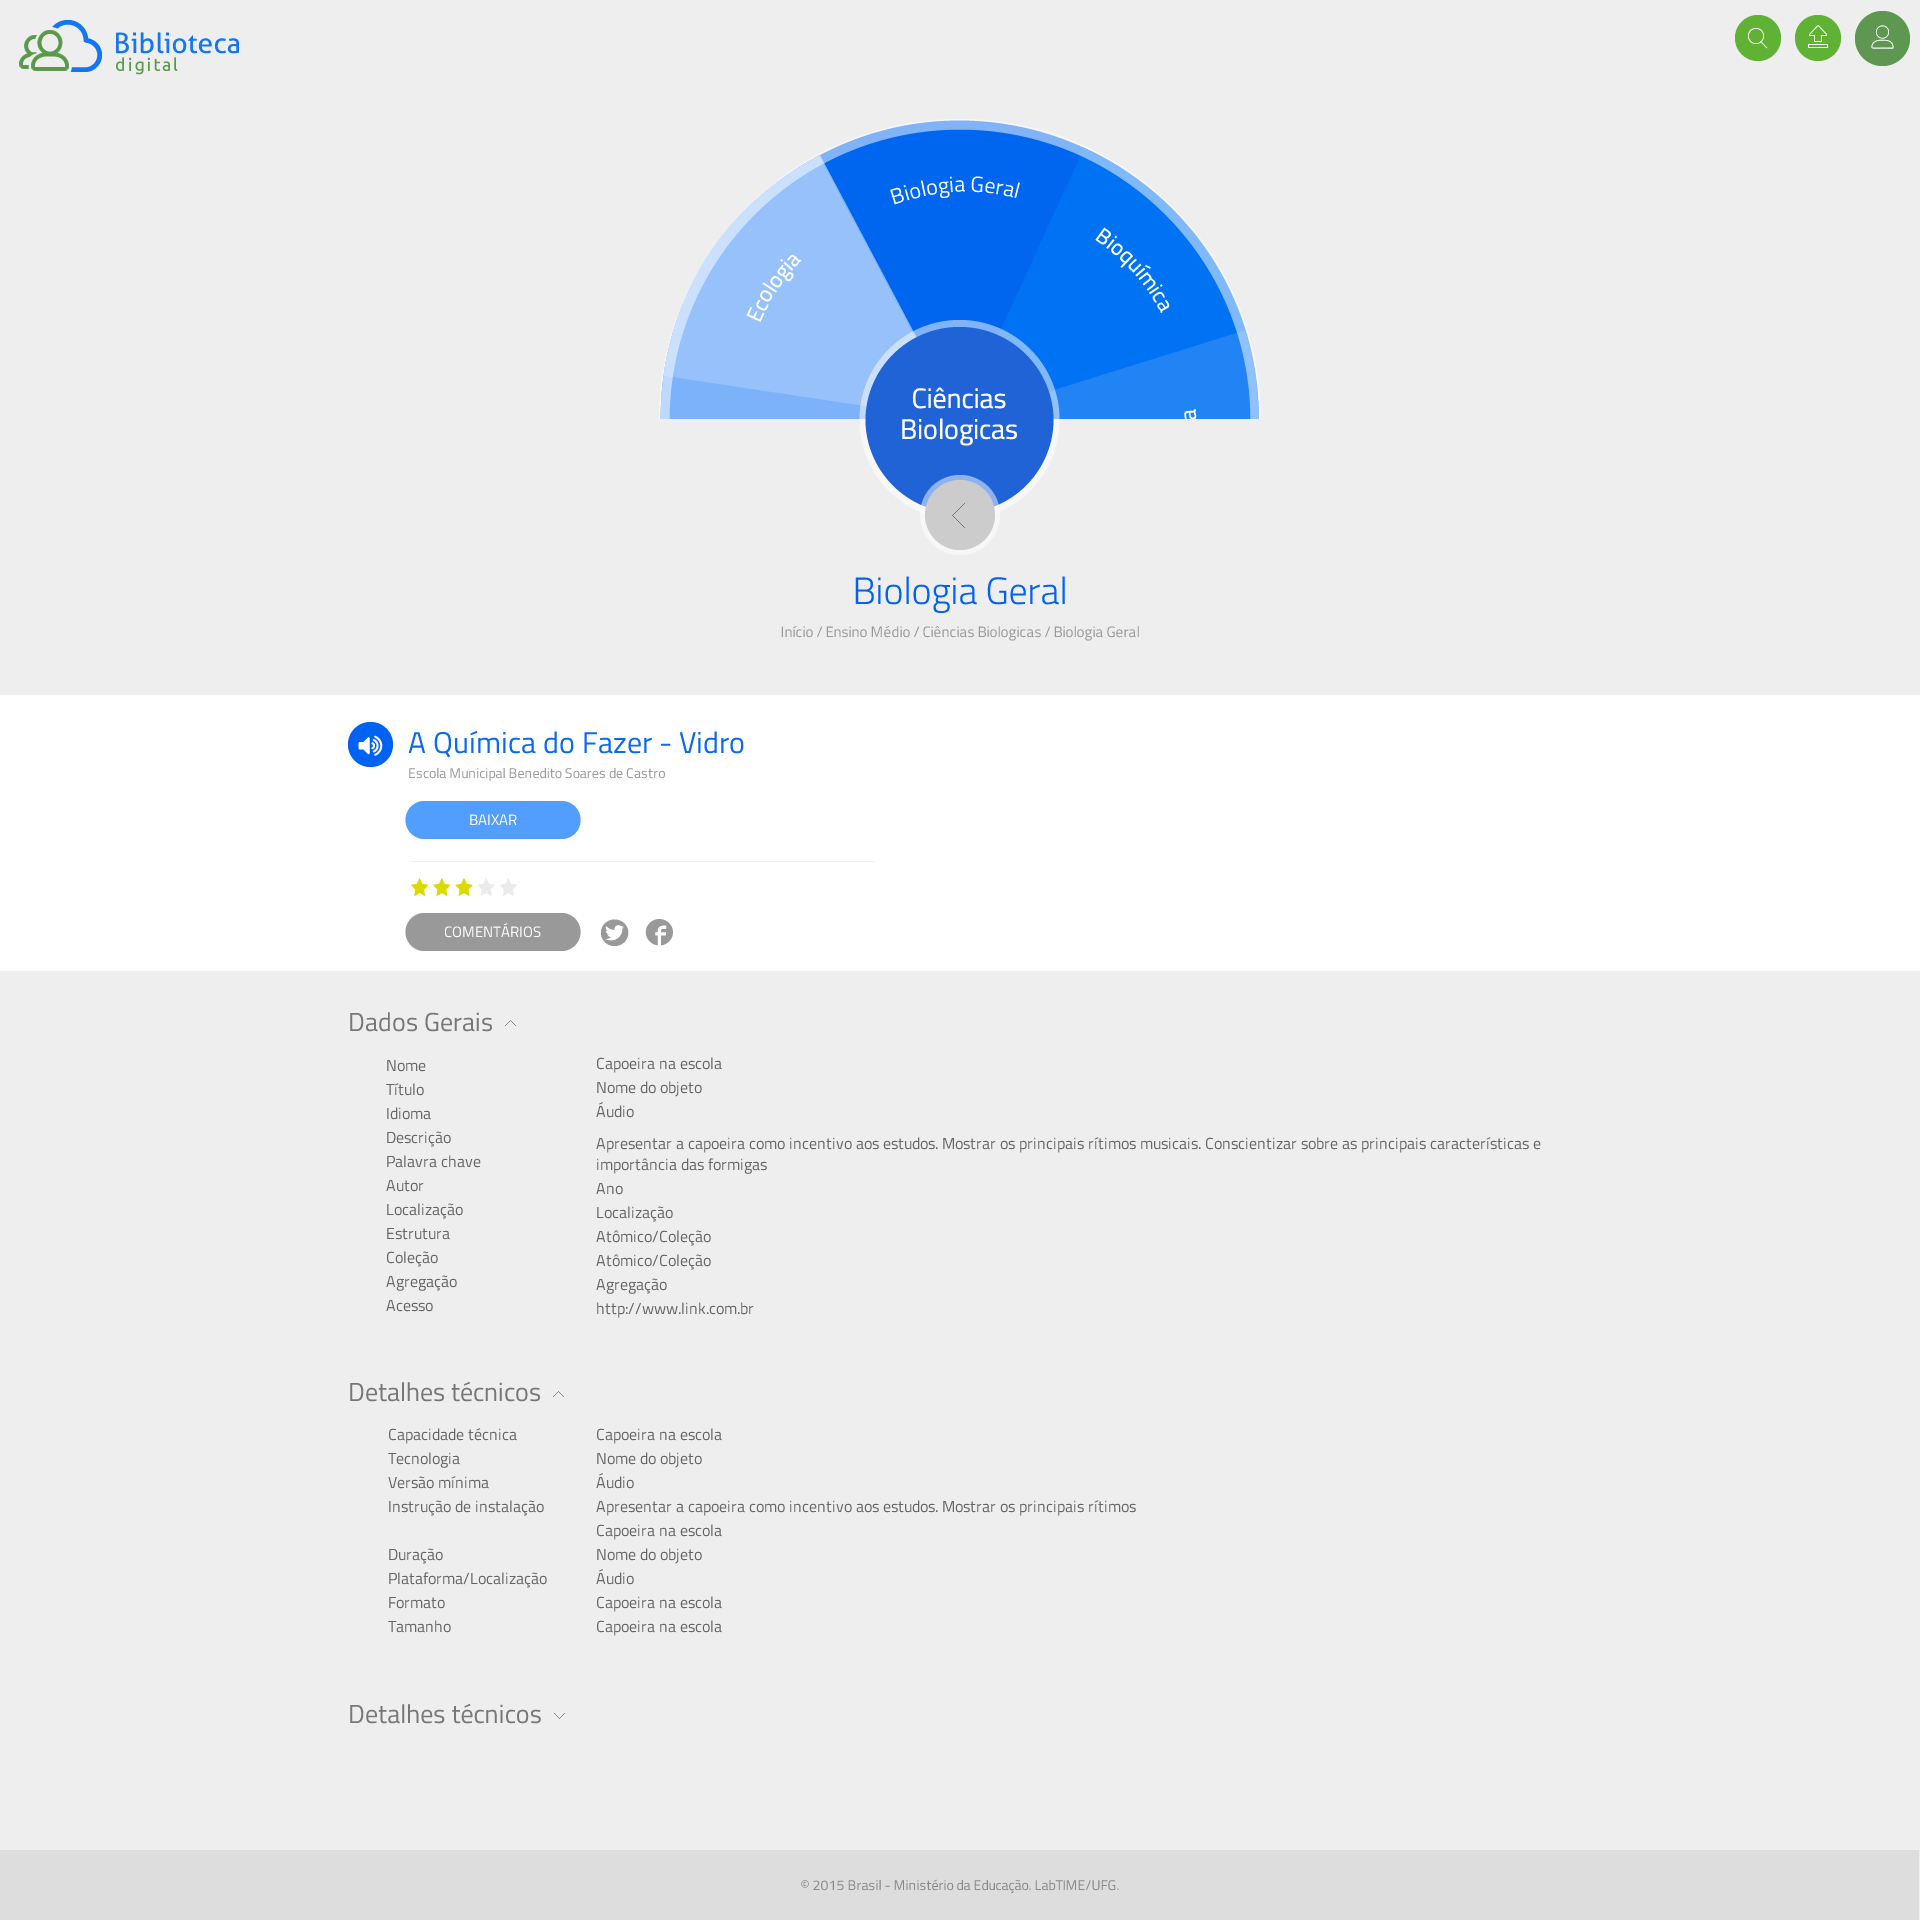 Biblioteca
digital
Biologia Geral
Ecologia
Bioquímica
a
Ciências
Biologicas
Biologia Geral
Início / Ensino Médio / Ciências Biologicas / Biologia Geral
A Química do Fazer - Vidro
Escola Municipal Benedito Soares de Castro
BAIXAR
COMENTÁRIOS
Dados Gerais
Nome
Título
Idioma
Descrição
Palavra chave
Autor
Localização
Estrutura
Coleção
Agregação
Acesso
Capoeira na escola
Nome do objeto
Áudio
Apresentar a capoeira como incentivo aos estudos. Mostrar os principais rítimos musicais. Conscientizar sobre as principais características e
importância das formigas
Ano
Localização
Atômico/Coleção
Atômico/Coleção
Agregação
http://www.link.com.br
Detalhes técnicos
Capacidade técnica
Tecnologia
Versão mínima
Instrução de instalação
Duração
Plataforma/Localização
Formato
Tamanho
Capoeira na escola
Nome do objeto
Áudio
Apresentar a capoeira como incentivo aos estudos. Mostrar os principais rítimos
Capoeira na escola
Nome do objeto
Áudio
Capoeira na escola
Capoeira na escola
Detalhes técnicos
© 2015 Brasil - Ministério da Educação. LabTIME/UFG.